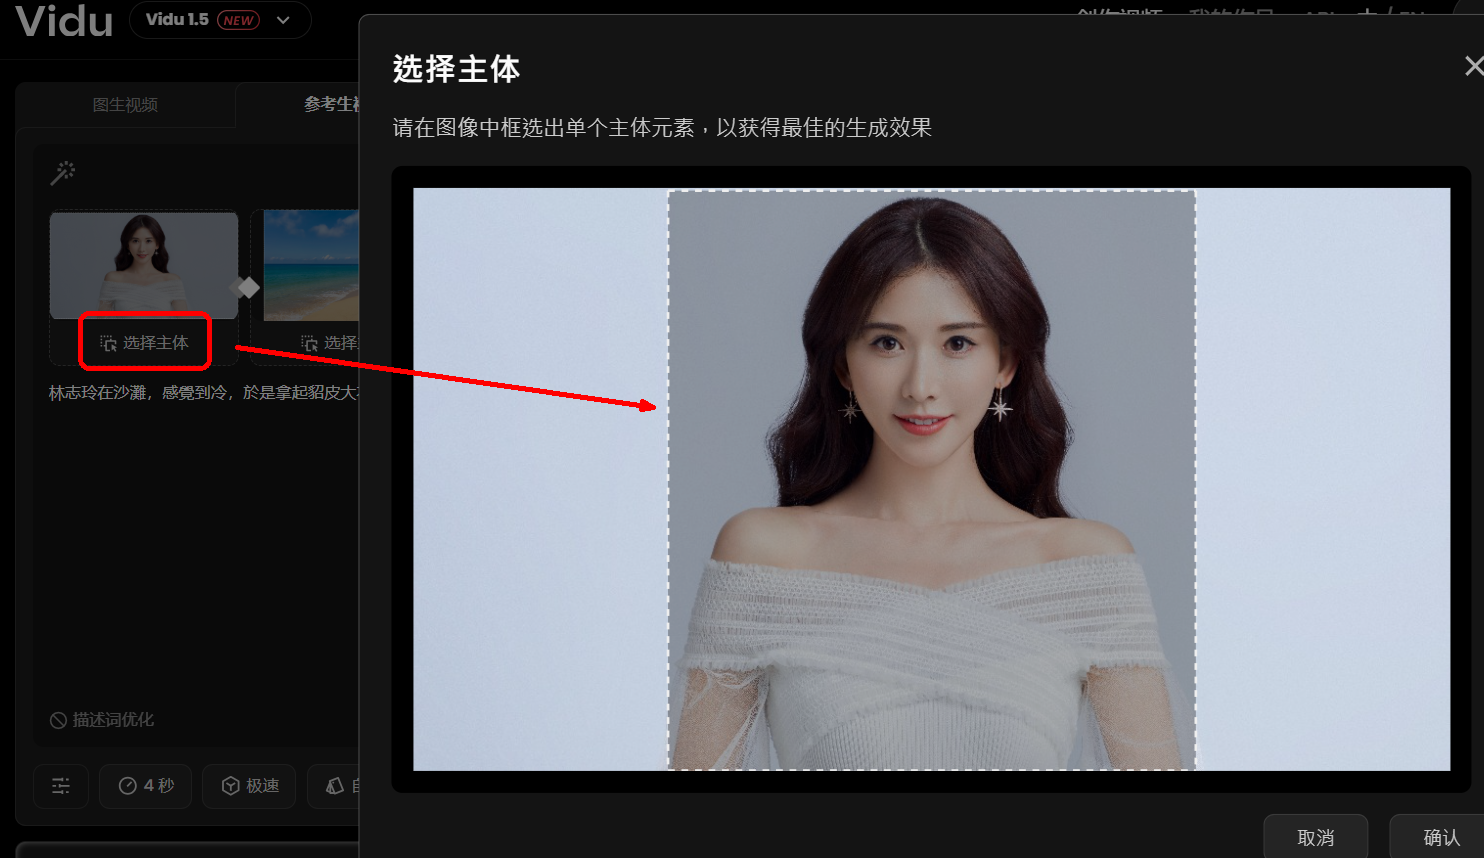 Vidu
Vidu 1.5 NEW
图生视频
参考生
选择主体
选择
林志玲在沙灘，感覺到冷，於是拿起貂皮大
描述词优化
4 秒
极速
选择主体
请在图像中框选出单个主体元素，以获得最佳的生成效果
取消
确认